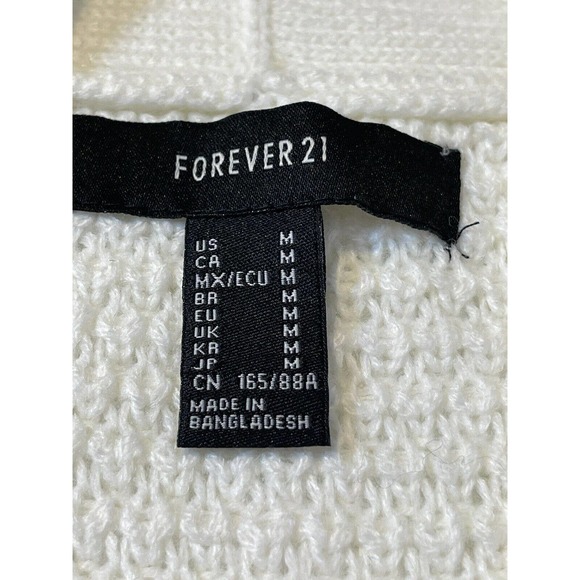 FOREVER 21
US M
CA M
MX/ECU M
BR M
EU M
UK M
KR M
JP M
CN 165/88A
MADE IN
BANGLADESH